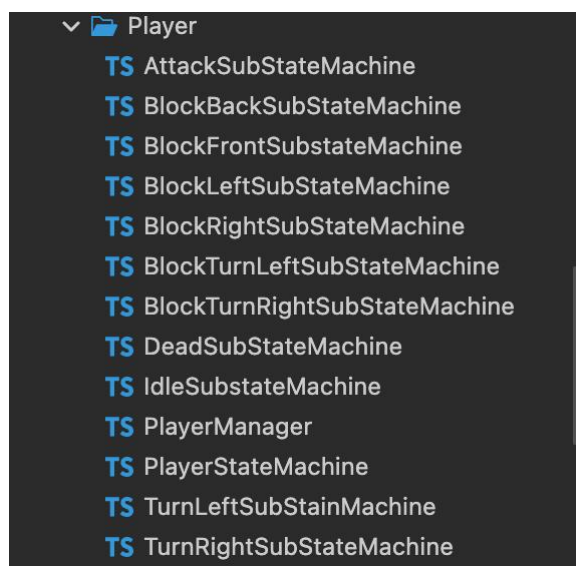 Player
TS AttackSubStateMachine
TS BlockBackSubStateMachine
TS BlockFrontSubstateMachine
TS BlockLeftSubStateMachine
TS BlockRightSubStateMachine
TS BlockTurnLeftSubStateMachine
TS BlockTurnRightSubStateMachine
TS DeadSubStateMachine
TS IdleSubstateMachine
TS PlayerManager
TS PlayerStateMachine
TS TurnLeftSubStainMachine
TS TurnRightSubStateMachine